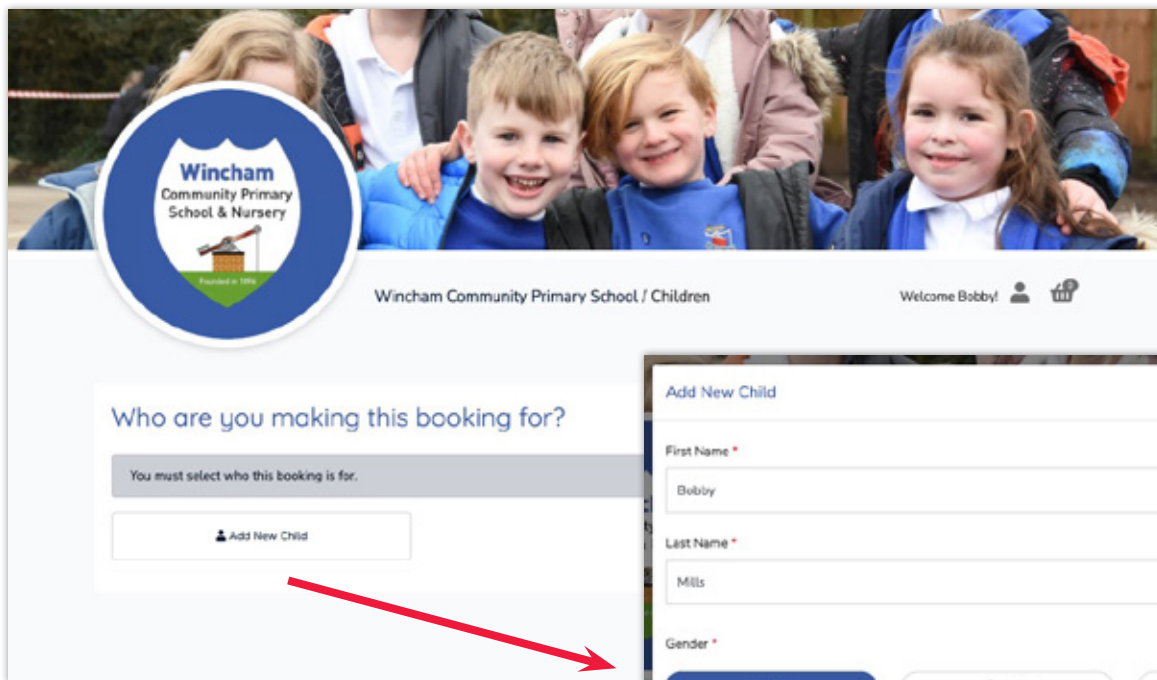 Wincham
Community Primary
School & Nursery
Founded in 1896
Wincham Community Primary School / Children
Welcome Bobby!
Who are you making this booking for?
You must select who this booking is for.
Add New Child
Add New Child
First Name *
Bobby
Last Name *
Mills
Gender *